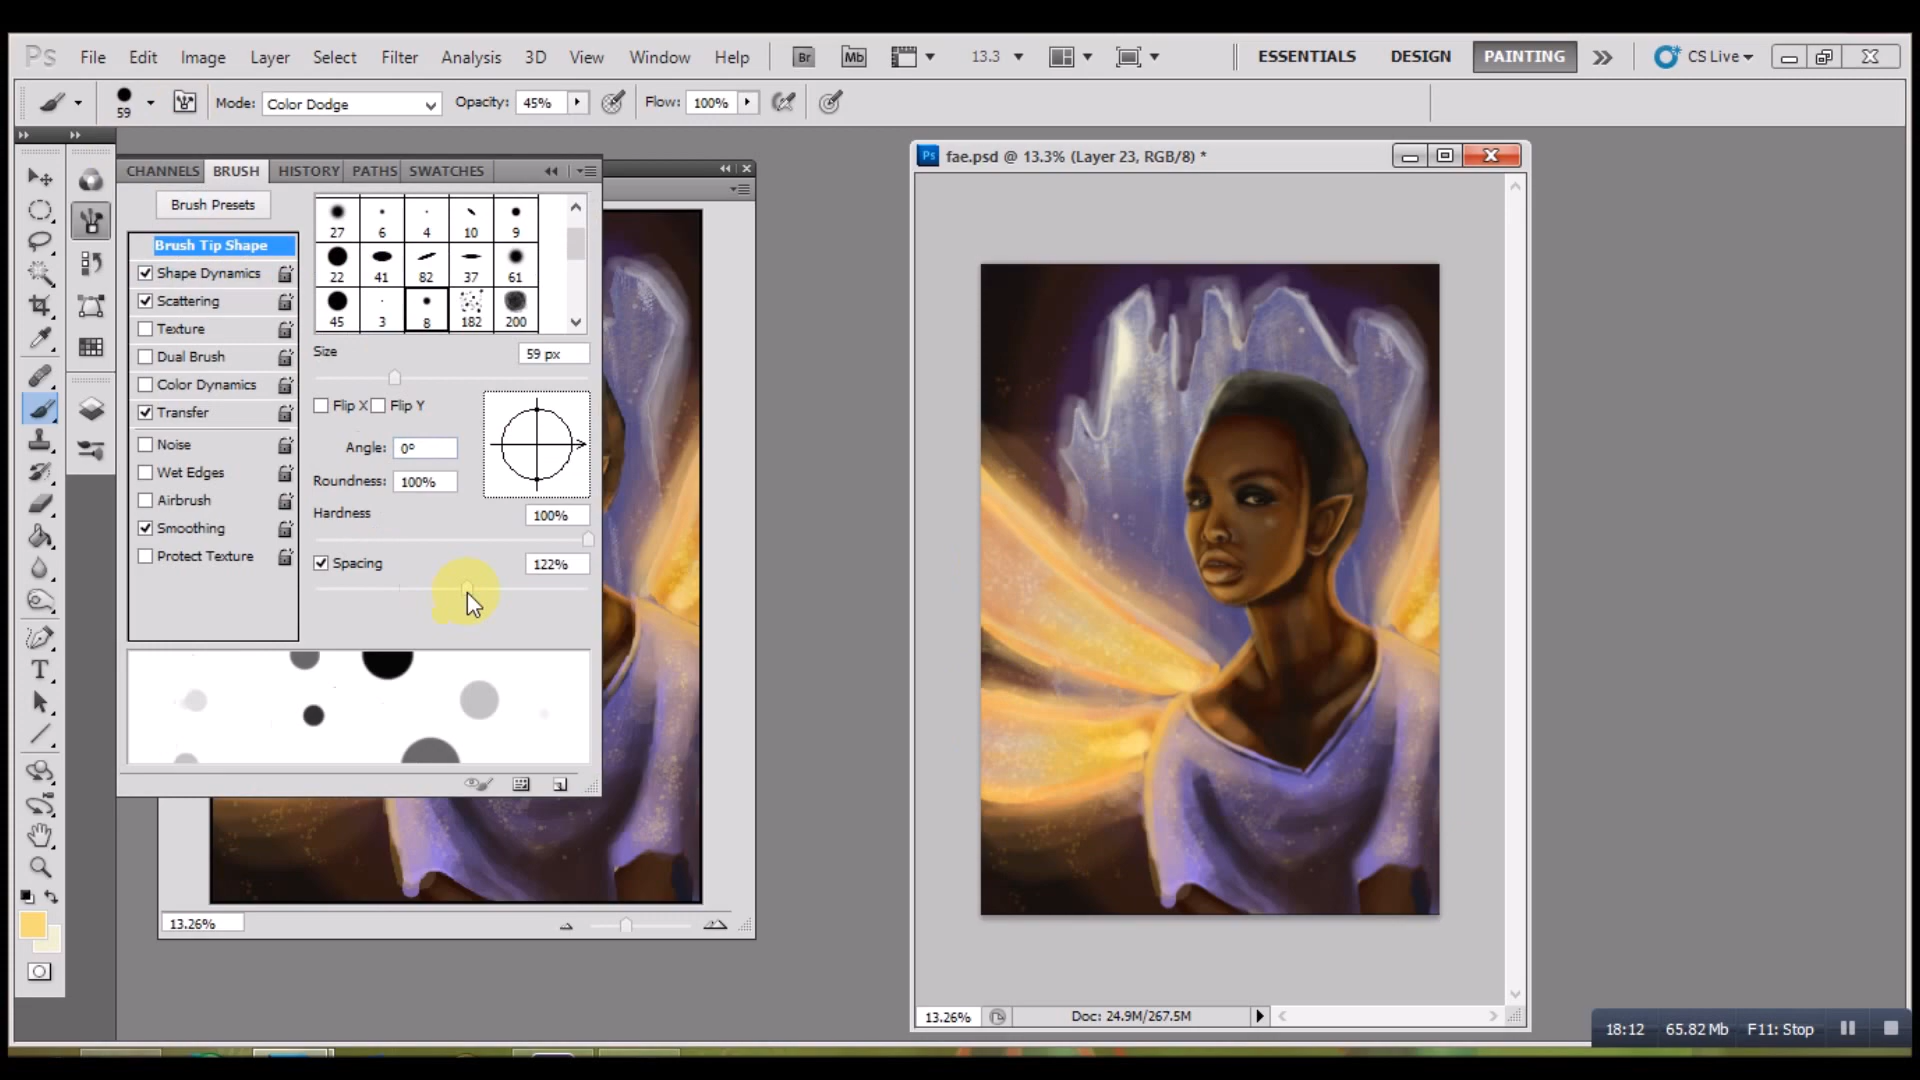 Ps File Edit Image Layer Select Filter Analysis 3D View Window Help Br Mb 13.3 ESSENTIALS DESIGN PAINTING CS Live
59 Mode: Color Dodge Opacity: 45% Flow: 100%
CHANNELS BRUSH HISTORY PATHS SWATCHES
Ps fae.psd @ 13.3% (Layer 23, RGB/8) *
Brush Presets
27 6 4 10 9
Brush Tip Shape
Shape Dynamics
22 41 82 37 61
Scattering
45 3 8 182 200
Texture
Size 59 px
Dual Brush
Color Dynamics
Flip X Flip Y
Transfer
Noise
Angle: 0º
Wet Edges
Roundness: 100%
Airbrush
Hardness 100%
Smoothing
Protect Texture
Spacing 122%
T
13.26%
13.26% Doc: 24.9M/267.5M
18:12 65.82 Mb F11: Stop